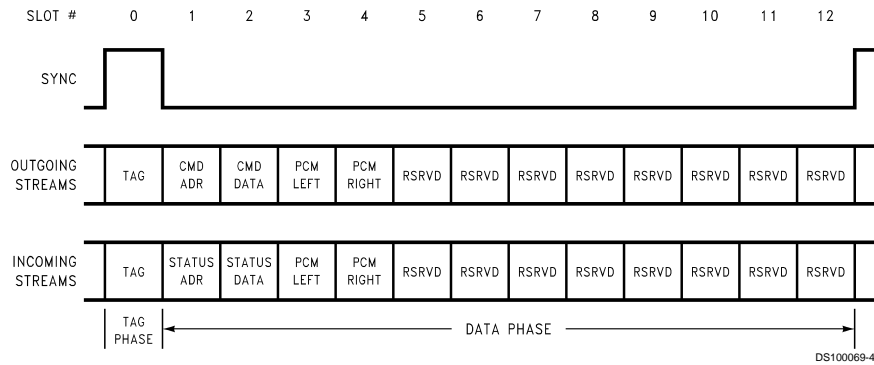 SLOT # 0 1 2 3 4 5 6 7 8 9 10 11 12
SYNC
OUTGOING STREAMS TAG CMD ADR CMD DATA PCM LEFT PCM RIGHT RSRVD RSRVD RSRVD RSRVD RSRVD RSRVD RSRVD RSRVD
INCOMING STREAMS TAG STATUS ADR STATUS DATA PCM LEFT PCM RIGHT RSRVD RSRVD RSRVD RSRVD RSRVD RSRVD RSRVD RSRVD
TAG PHASE DATA PHASE
DS100069-4